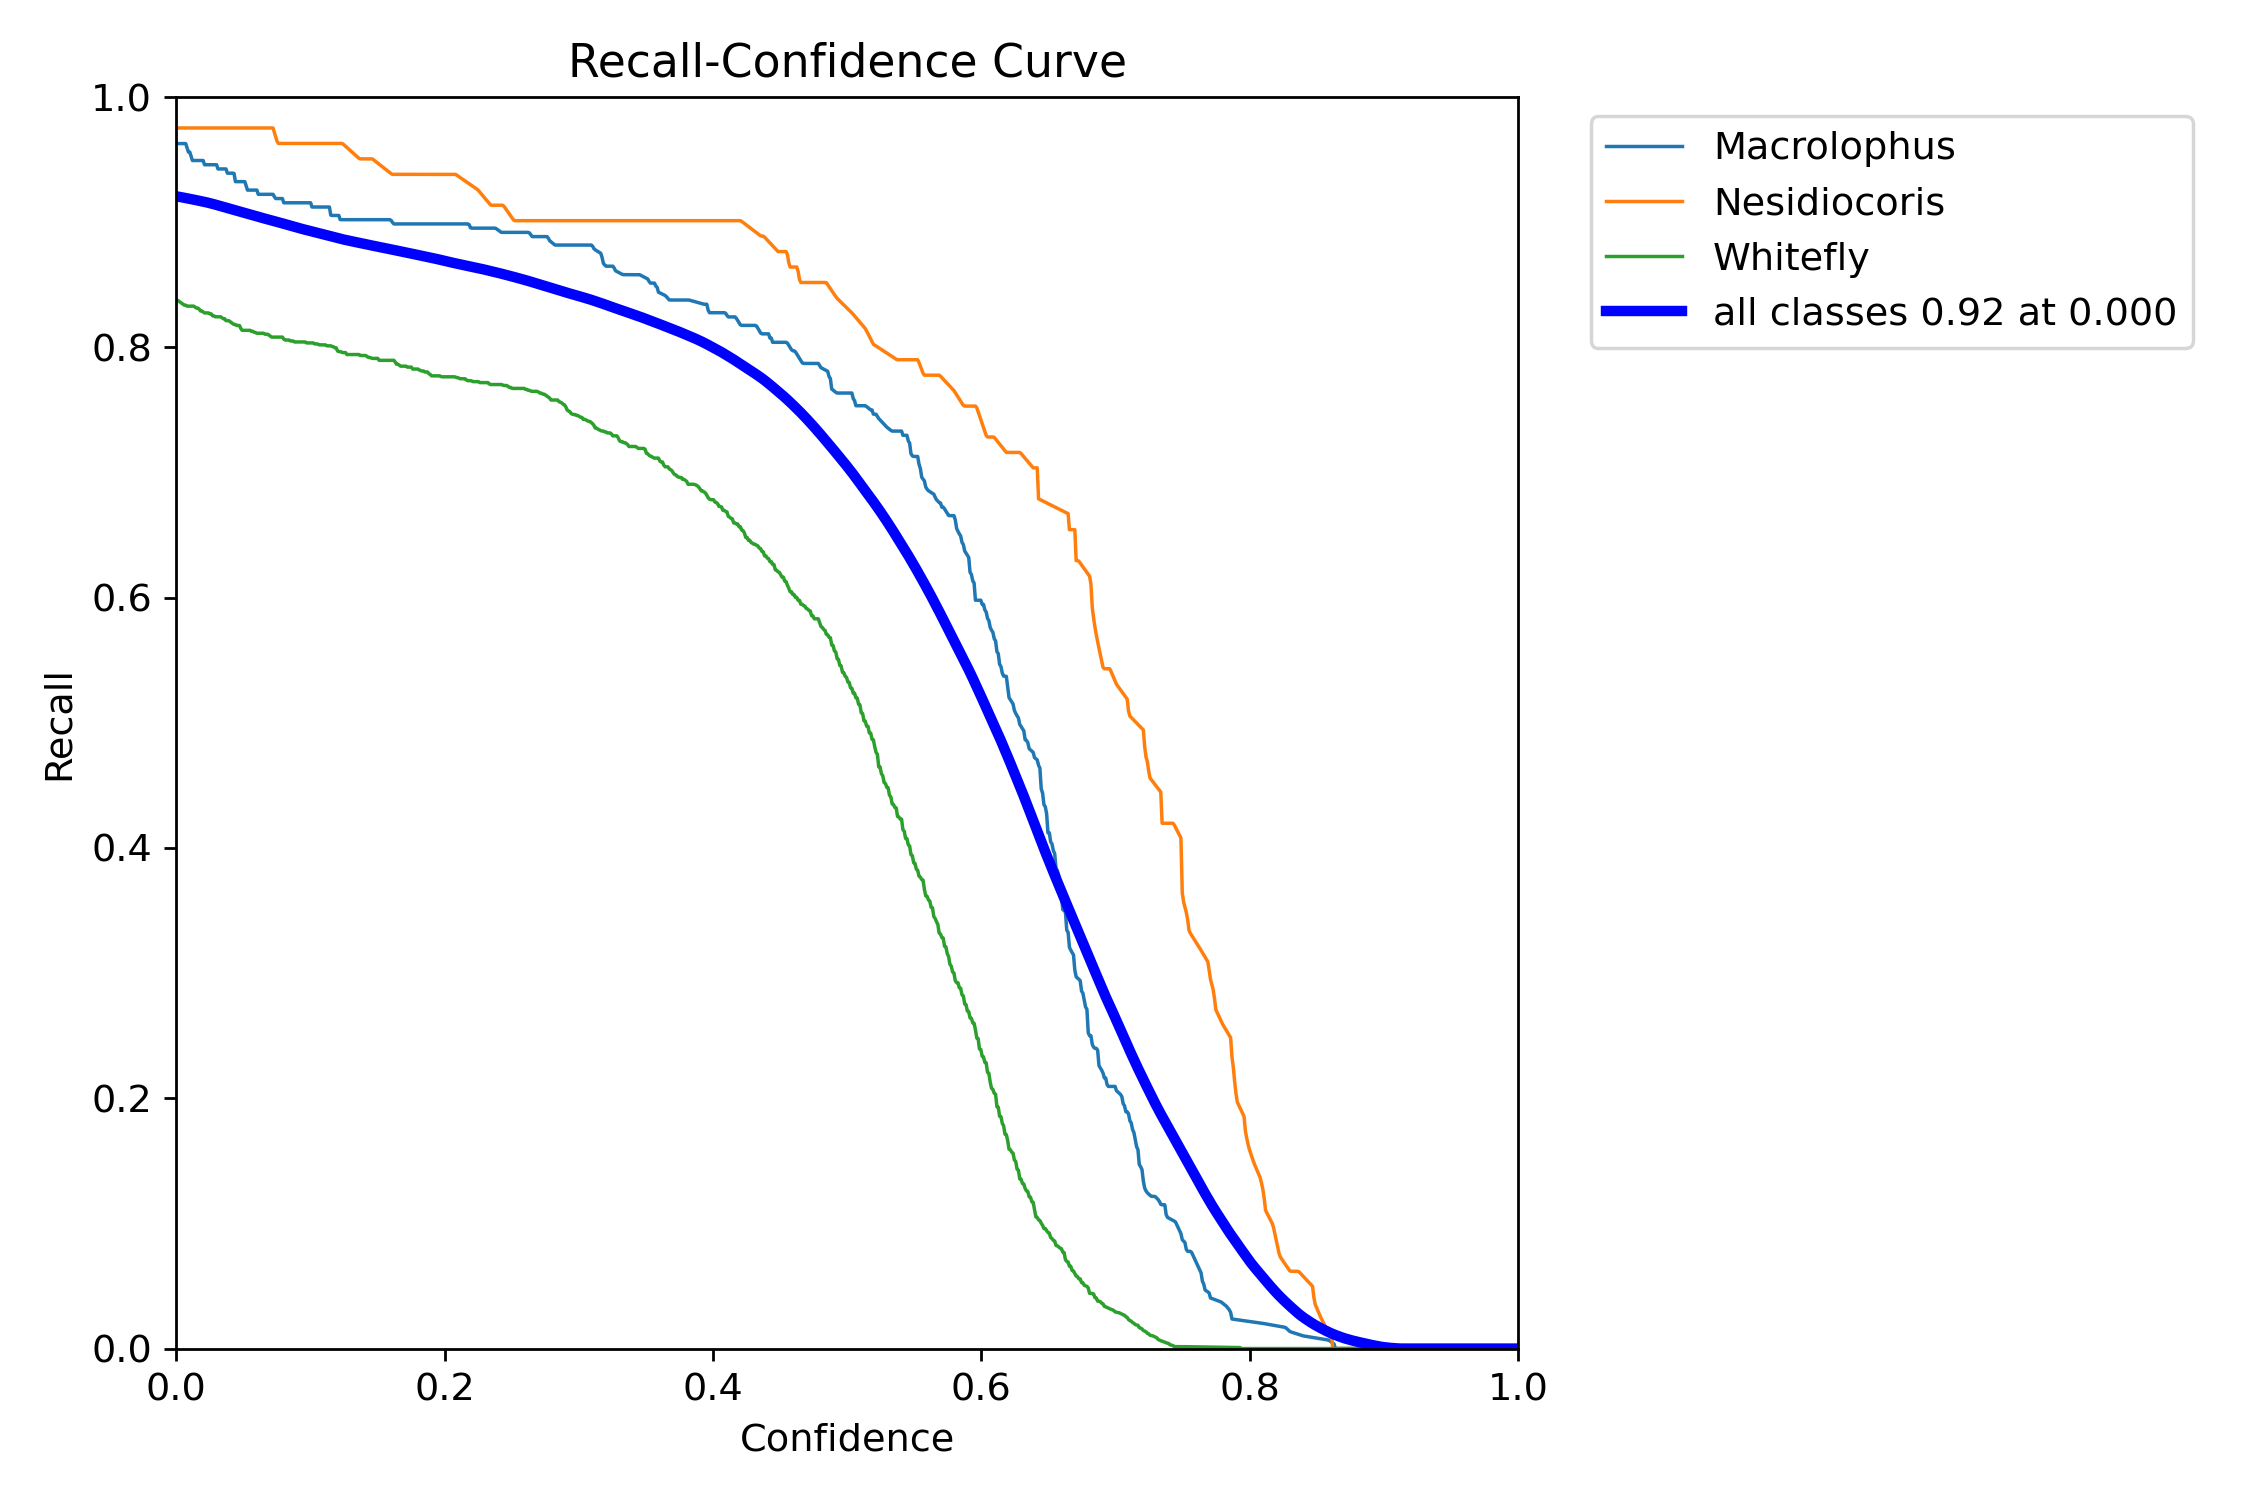 Recall-Confidence Curve
1.0
0.8
0.6
0.4
0.2
0.0
Recall
0.0 0.2 0.4 0.6 0.8 1.0
Confidence
Macrolophus
Nesidiocoris
Whitefly
all classes 0.92 at 0.000